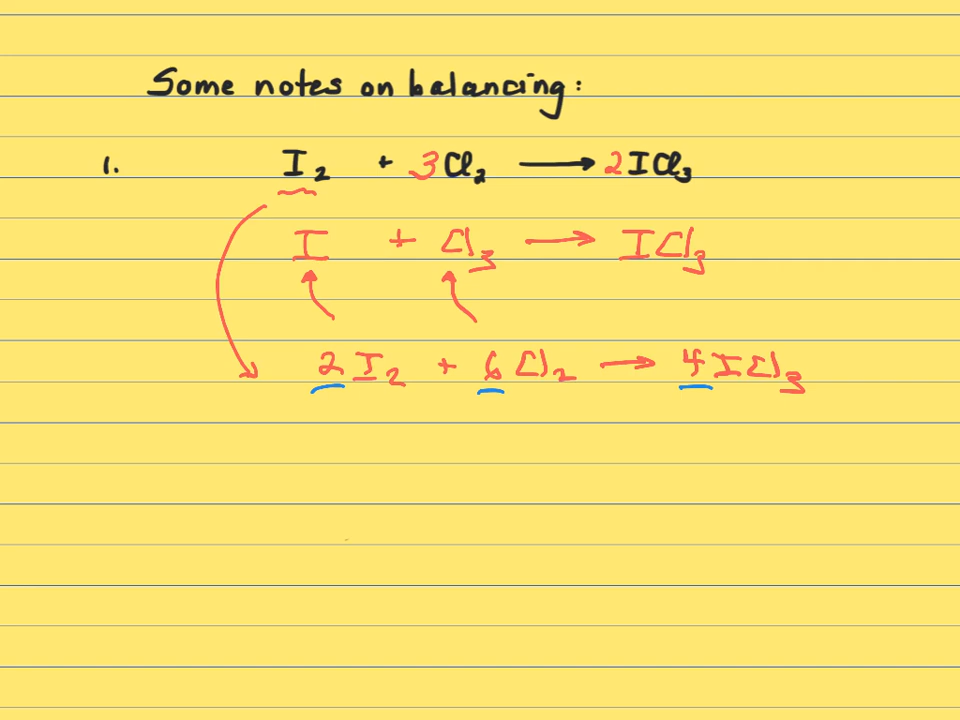 Some notes on balancing:
1. I₂ + 3Cl₂ → 2ICl₃
I + Cl₃ → ICl₃
2I₂ + 6Cl₂ → 4ICl₃